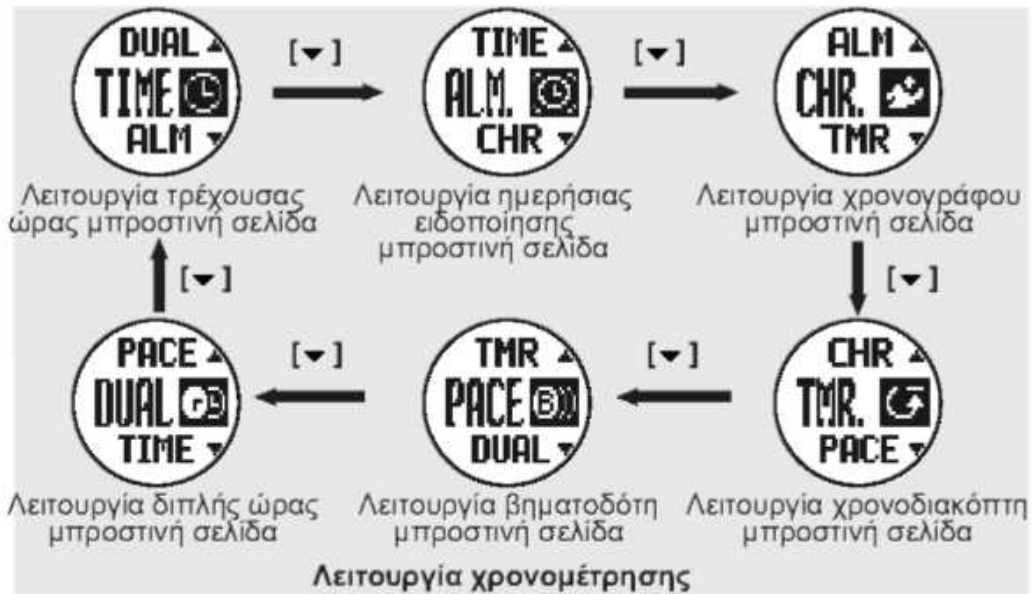 DUAL
TIME
ALM
[▼]
TIME
ALM.
CHR
[▼]
ALM
CHR.
TMR
Λειτουργία τρέχουσας
ώρας μπροστινή σελίδα
Λειτουργία ημερήσιας
ειδοποίησης
μπροστινή σελίδα
Λειτουργία χρονογράφου
μπροστινή σελίδα
[▼]
[▼]
PACE
DUAL
TIME
[▼]
TMR
PACE B
DUAL
[▼]
CHR
TMR.
PACE
Λειτουργία διπλής ώρας
μπροστινή σελίδα
Λειτουργία βηματοδότη
μπροστινή σελίδα
Λειτουργία χρονοδιακόπτη
μπροστινή σελίδα
Λειτουργία χρονομέτρησης